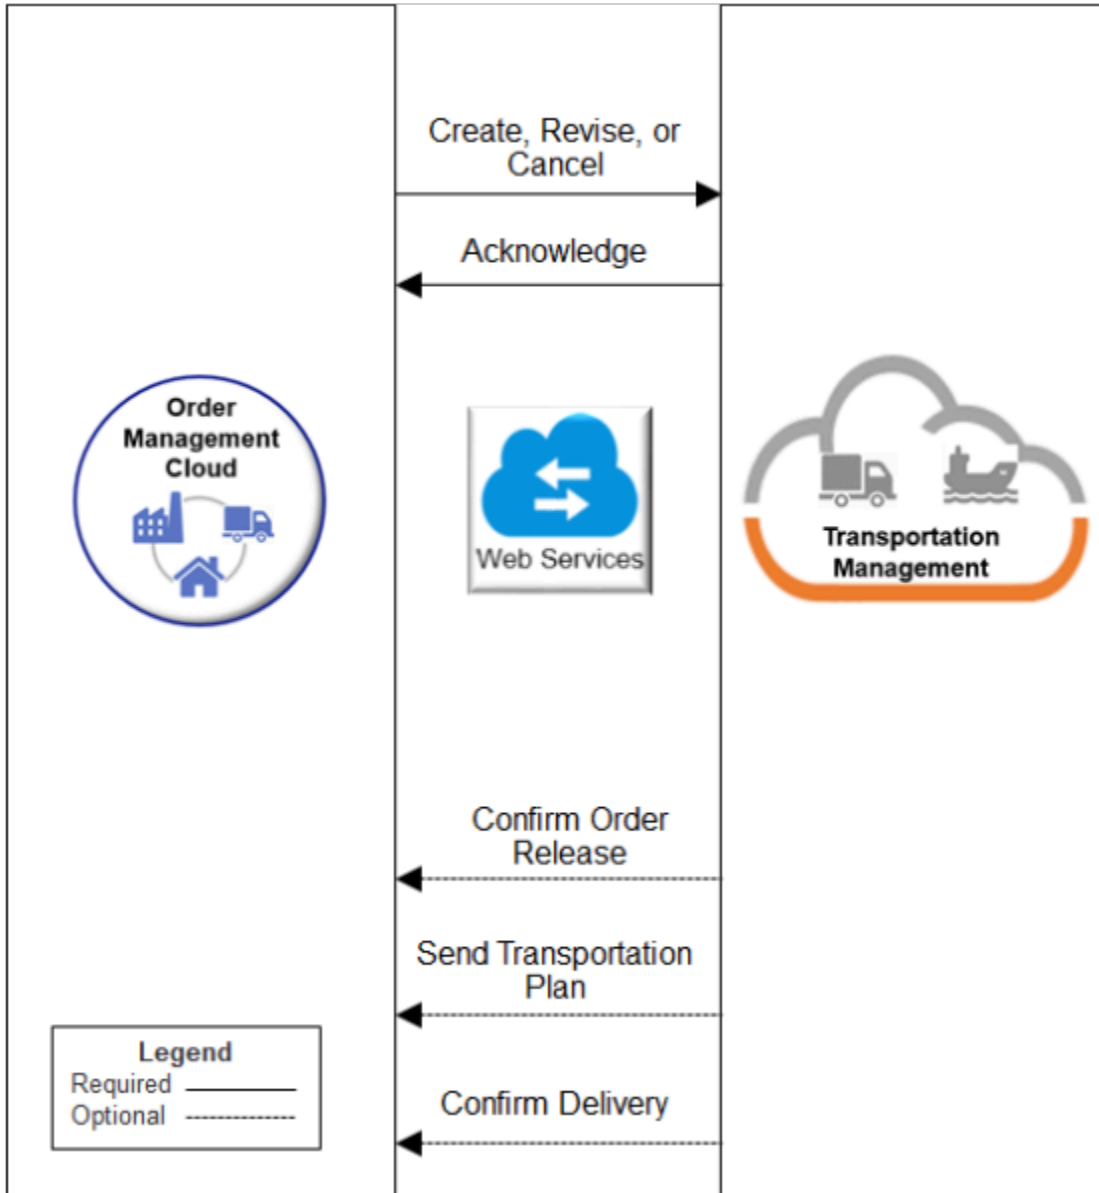 Create, Revise, or
Cancel
Acknowledge
Order
Management
Cloud
Web Services
Transportation
Management
Confirm Order
Release
Send Transportation
Plan
Legend
Required
Optional
Confirm Delivery